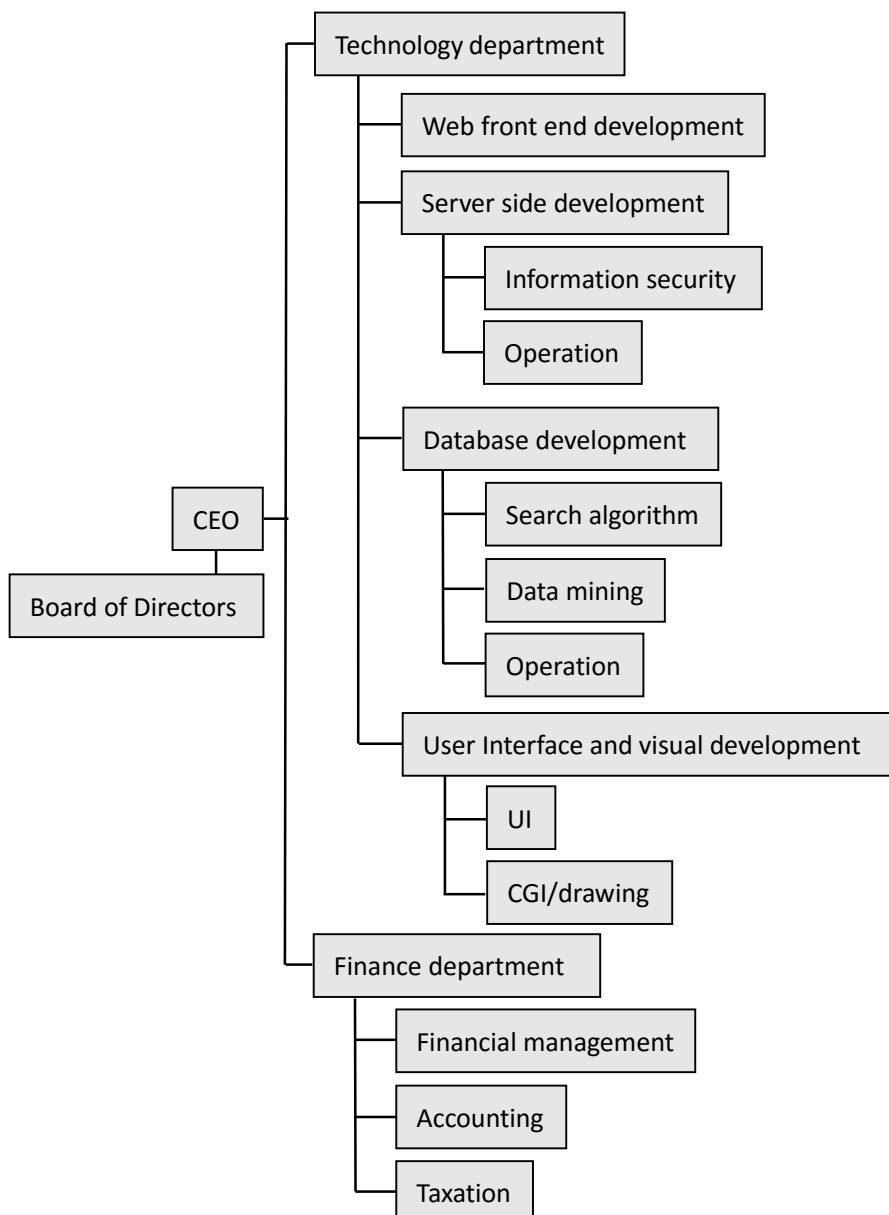 Technology department
Web front end development
Server side development
Information security
Operation
Database development
CEO
Search algorithm
Board of Directors
Data mining
Operation
User Interface and visual development
UI
CGI/drawing
Finance department
Financial management
Accounting
Taxation